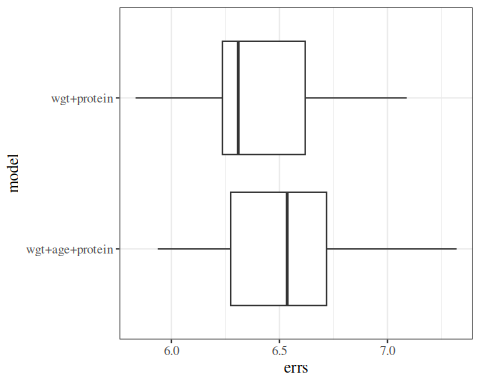 wgt+protein
model
wgt+age+protein
6.0 6.5 7.0
errs